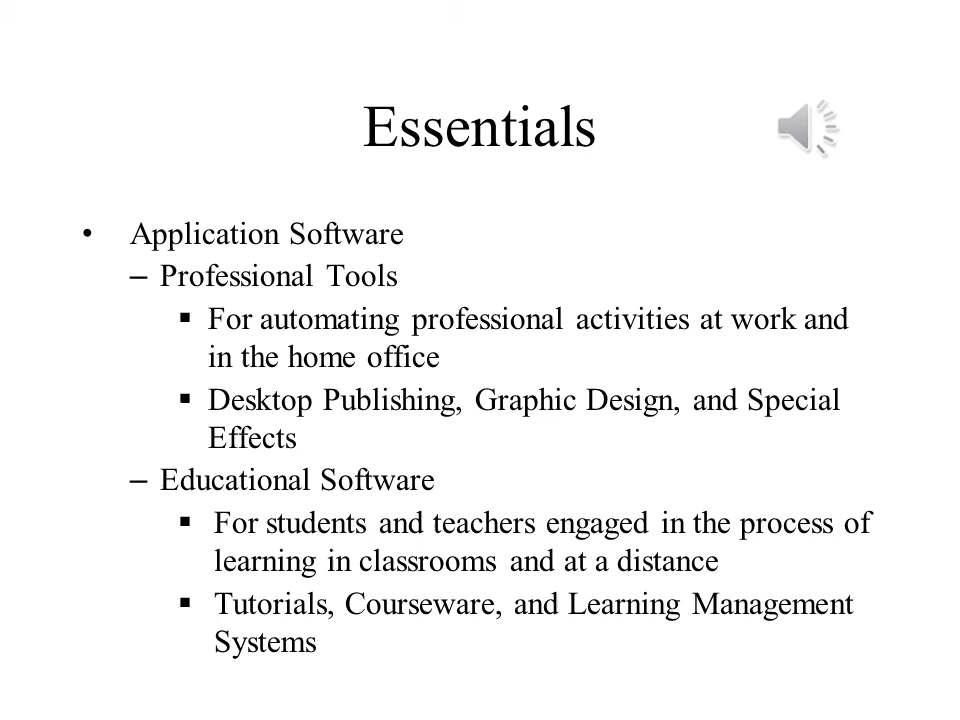 Essentials
• Application Software
– Professional Tools
▪ For automating professional activities at work and
in the home office
▪ Desktop Publishing, Graphic Design, and Special
Effects
– Educational Software
▪ For students and teachers engaged in the process of
learning in classrooms and at a distance
▪ Tutorials, Courseware, and Learning Management
Systems